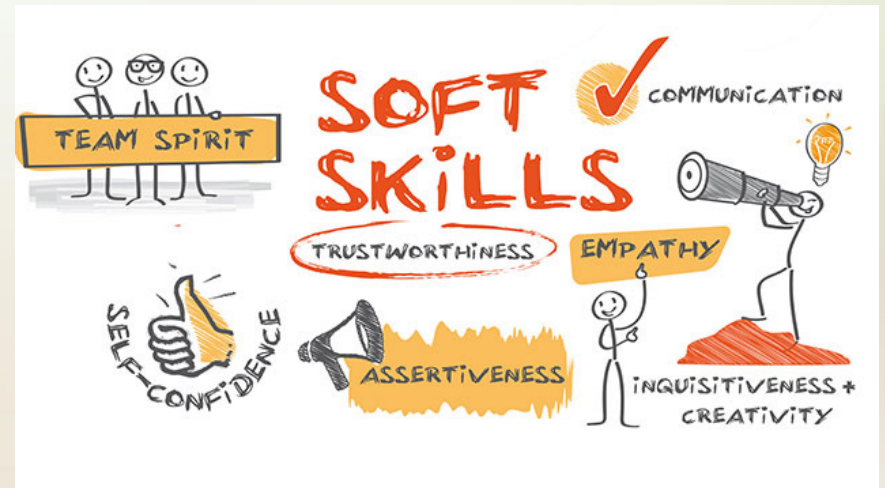 TEAM SPIRIT
SOFT
SKILLS
COMMUNICATION
TRUSTWORTHINESS
EMPATHY
SELF-CONFIDENCE
ASSERTIVENESS
INQUISITIVENESS +
CREATIVITY